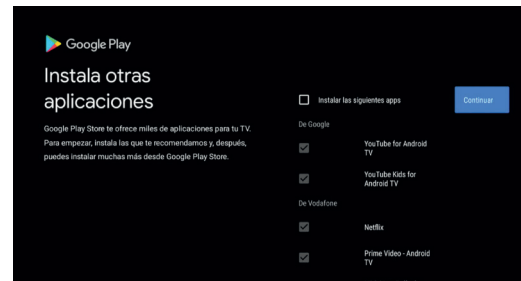 Google Play
Instala otras
aplicaciones
Google Play Store te ofrece miles de aplicaciones para tu TV.
Para empezar, instala las que te recomendamos y, después,
puedes instalar muchas más desde Google Play Store.
Instalar las siguientes apps
Continuar
De Google
YouTube for Android
TV
YouTube Kids for
Android TV
De Vodafone
Netflix
Prime Video - Android
TV